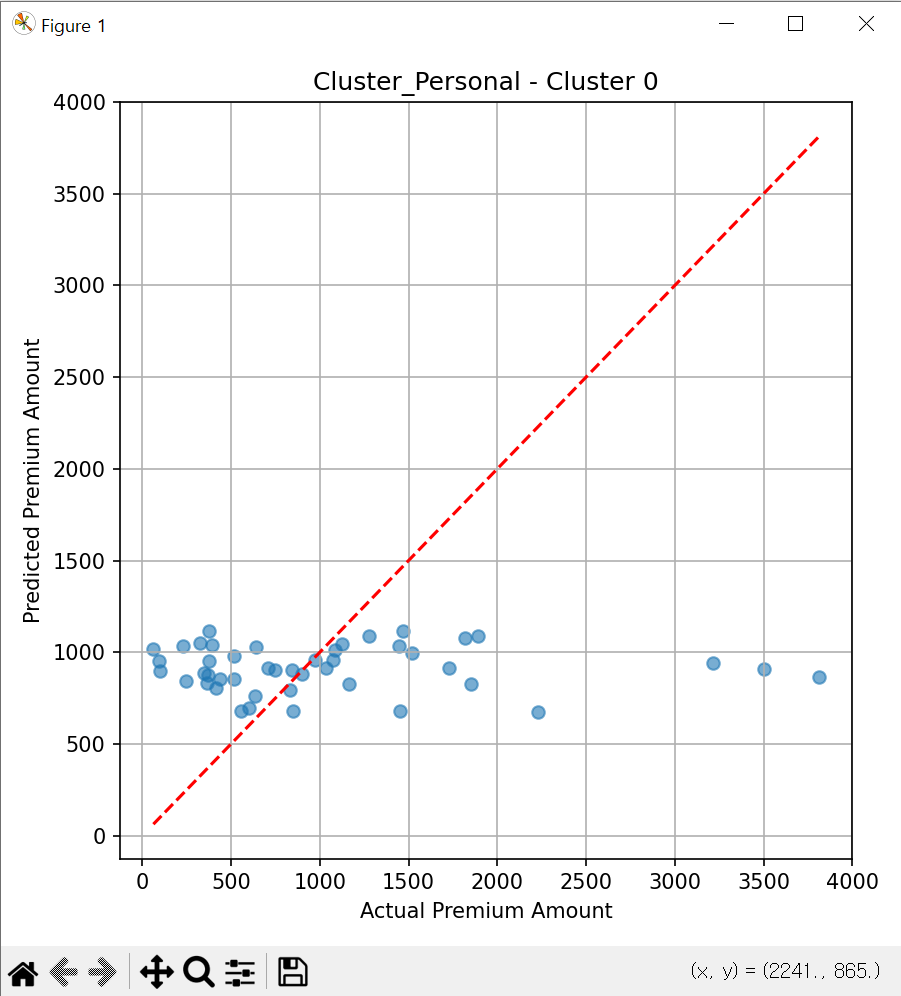 Figure 1
Cluster_Personal - Cluster 0
4000
3500
3000
2500
2000
1500
1000
500
0
Predicted Premium Amount
0 500 1000 1500 2000 2500 3000 3500 4000
Actual Premium Amount
(x, y) = (2241., 865.)